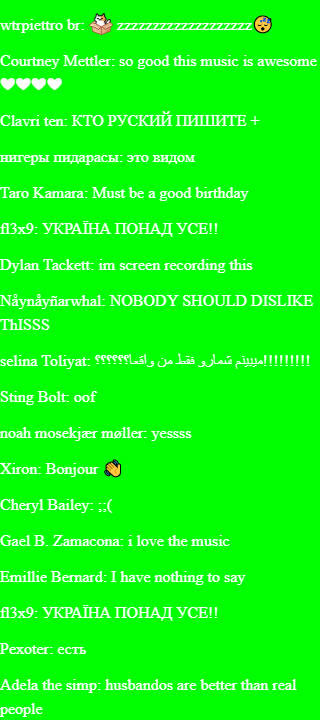 wtrpiettro br: zzzzzzzzzzzzzzzzzzz😴
Courtney Mettler: so good this music is awesome
🤍🤍🤍🤍
Clavri ten: КТО РУСКИЙ ПИШИТЕ +
нигеры пидарасы: это видом
Taro Kamara: Must be a good birthday
fl3x9: УКРАЇНА ПОНАД УСЕ!!
Dylan Tackett: im screen recording this
Nåynåyñarwhal: NOBODY SHOULD DISLIKE
ThISSS
selina Toliyat: میبینم شمارو فقط من واقعا؟؟؟؟؟؟!!!!!!!!!
Sting Bolt: oof
noah mosekjær møller: yessss
Xiron: Bonjour 👋
Cheryl Bailey: ;;(
Gael B. Zamacona: i love the music
Emillie Bernard: I have nothing to say
fl3x9: УКРАЇНА ПОНАД УСЕ!!
Pexoter: есть
Adela the simp: husbandos are better than real
people